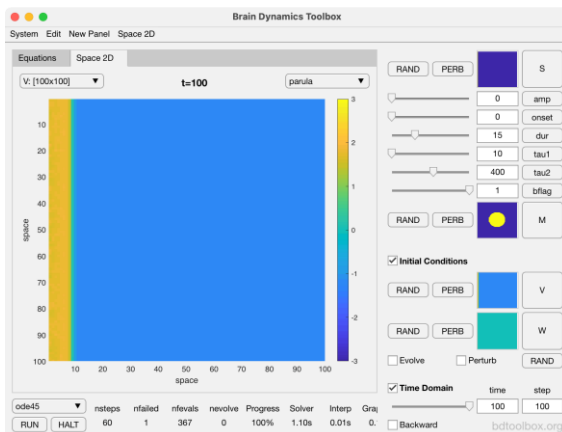 Brain Dynamics Toolbox
System Edit New Panel Space 2D
Equations Space 2D
V: [100x100] t=100 parula
RAND PERB S
0 amp
0 onset
15 dur
10 tau1
400 tau2
1 bflag
RAND PERB M
Initial Conditions
RAND PERB V
RAND PERB W
Evolve Perturb RAND
Time Domain time step
100 100
Backward
bdtoolbox.org
10
20
30
40
50
60
70
80
90
100
space
10 20 30 40 50 60 70 80 90 100
space
3
2
1
0
-1
-2
-3
ode45 nsteps nfailed nfevals nevolve Progress Solver Interp Gra
RUN HALT 60 1 367 0 100% 1.10s 0.01s 0.